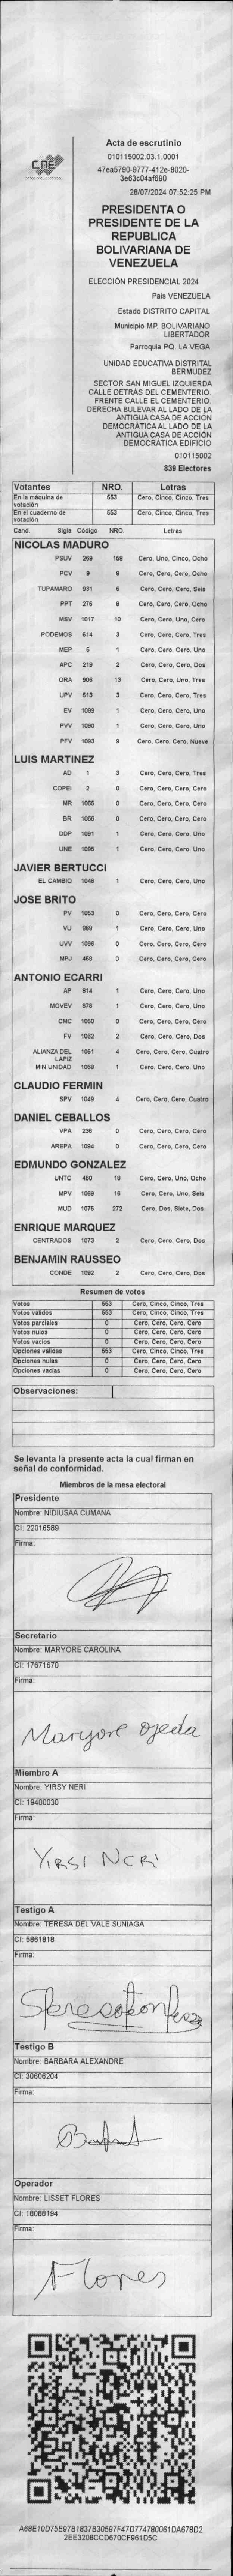 CNE
Acta de escrutinio
010115002.03.1.0001
47ea5790-9777-412e-8020-
3e63c04af690
28/07/2024 07:52:25 PM
PRESIDENTA O
PRESIDENTE DE LA
REPUBLICA
BOLIVARIANA DE
VENEZUELA
ELECCIÓN PRESIDENCIAL 2024
Pais VENEZUELA
Estado DISTRITO CAPITAL
Municipio MP. BOLIVARIANO
LIBERTADOR
Parroquia PQ. LA VEGA
UNIDAD EDUCATIVA DISTRITAL
BERMUDEZ
SECTOR SAN MIGUEL IZQUIERDA
CALLE DETRÁS DEL CEMENTERIO.
FRENTE CALLE EL CEMENTERIO.
DERECHA BULEVAR AL LADO DE LA
ANTIGUA CASA DE ACCIÓN
DEMOCRÁTICA AL LADO DE LA
ANTIGUA CASA DE ACCIÓN
DEMOCRÁTICA EDIFICIO
010115002
839 Electores
Votantes NRO. Letras
En la máquina de votación 553 Cero, Cinco, Cinco, Tres
En el cuaderno de votación 553 Cero, Cinco, Cinco, Tres
Cand. Sigla Código NRO. Letras
NICOLAS MADURO
PSUV 269 158 Cero, Uno, Cinco, Ocho
PCV 9 8 Cero, Cero, Cero, Ocho
TUPAMARO 931 6 Cero, Cero, Cero, Seis
PPT 276 8 Cero, Cero, Cero, Ocho
MSV 1017 10 Cero, Cero, Uno, Cero
PODEMOS 514 3 Cero, Cero, Cero, Tres
MEP 6 1 Cero, Cero, Cero, Uno
APC 219 2 Cero, Cero, Cero, Dos
ORA 906 13 Cero, Cero, Uno, Tres
UPV 513 3 Cero, Cero, Cero, Tres
EV 1089 1 Cero, Cero, Cero, Uno
PVV 1090 1 Cero, Cero, Cero, Uno
PFV 1093 9 Cero, Cero, Cero, Nueve
LUIS MARTINEZ
AD 1 3 Cero, Cero, Cero, Tres
COPEI 2 0 Cero, Cero, Cero, Cero
MR 1065 0 Cero, Cero, Cero, Cero
BR 1066 0 Cero, Cero, Cero, Cero
DDP 1091 1 Cero, Cero, Cero, Uno
UNE 1095 1 Cero, Cero, Cero, Uno
JAVIER BERTUCCI
EL CAMBIO 1048 1 Cero, Cero, Cero, Uno
JOSE BRITO
PV 1053 0 Cero, Cero, Cero, Cero
VU 969 1 Cero, Cero, Cero, Uno
UVV 1096 0 Cero, Cero, Cero, Cero
MPJ 458 0 Cero, Cero, Cero, Cero
ANTONIO ECARRI
AP 814 1 Cero, Cero, Cero, Uno
MOVEV 878 1 Cero, Cero, Cero, Uno
CMC 1050 0 Cero, Cero, Cero, Cero
FV 1062 2 Cero, Cero, Cero, Dos
ALIANZA DEL LAPIZ 1051 4 Cero, Cero, Cero, Cuatro
MIN UNIDAD 1068 1 Cero, Cero, Cero, Uno
CLAUDIO FERMIN
SPV 1049 4 Cero, Cero, Cero, Cuatro
DANIEL CEBALLOS
VPA 236 0 Cero, Cero, Cero, Cero
AREPA 1094 0 Cero, Cero, Cero, Cero
EDMUNDO GONZALEZ
UNTC 460 18 Cero, Cero, Uno, Ocho
MPV 1069 16 Cero, Cero, Uno, Seis
MUD 1075 272 Cero, Dos, Siete, Dos
ENRIQUE MARQUEZ
CENTRADOS 1073 2 Cero, Cero, Cero, Dos
BENJAMIN RAUSSEO
CONDE 1092 2 Cero, Cero, Cero, Dos
Resumen de votos
Votos 553 Cero, Cinco, Cinco, Tres
Votos validos 553 Cero, Cinco, Cinco, Tres
Votos parciales 0 Cero, Cero, Cero, Cero
Votos nulos 0 Cero, Cero, Cero, Cero
Votos vacios 0 Cero, Cero, Cero, Cero
Opciones validas 553 Cero, Cinco, Cinco, Tres
Opciones nulas 0 Cero, Cero, Cero, Cero
Opciones vacias 0 Cero, Cero, Cero, Cero
Observaciones:
Se levanta la presente acta la cual firman en
señal de conformidad.
Miembros de la mesa electoral
Presidente
Nombre: NIDIUSAA CUMANA
CI: 22016589
Firma:
Secretario
Nombre: MARYORE CAROLINA
CI: 17671670
Firma:
Maryore ojeda
Miembro A
Nombre: YIRSY NERI
CI: 19400030
Firma:
YIRSI NERI
Testigo A
Nombre: TERESA DEL VALE SUNIAGA
CI: 5861818
Firma:
Testigo B
Nombre: BARBARA ALEXANDRE
CI: 30606204
Firma:
Operador
Nombre: LISSET FLORES
CI: 18088194
Firma:
Flores
A68E10D75E97B1837B30597F47D774780061DA678D2
2EE3208CCD670CF961D5C